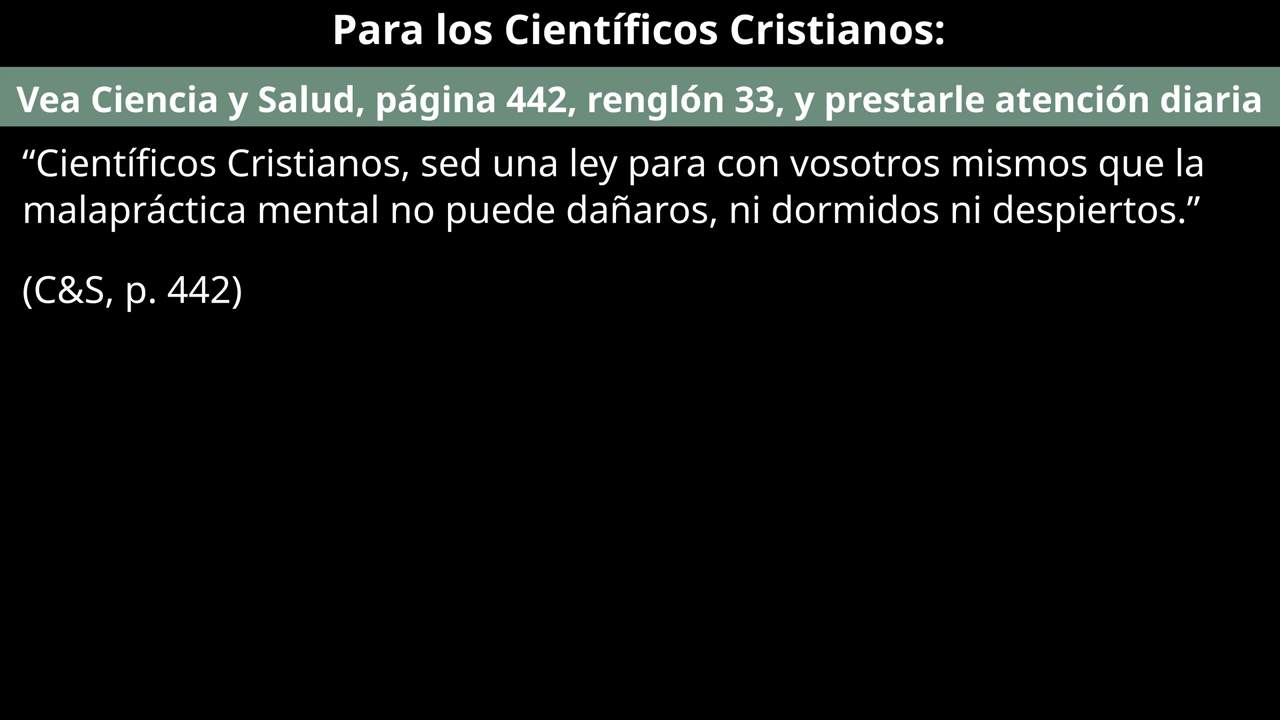 Para los Científicos Cristianos:
Vea Ciencia y Salud, página 442, renglón 33, y prestarle atención diaria
“Científicos Cristianos, sed una ley para con vosotros mismos que la
malapráctica mental no puede dañaros, ni dormidos ni despiertos.”
(C&S, p. 442)